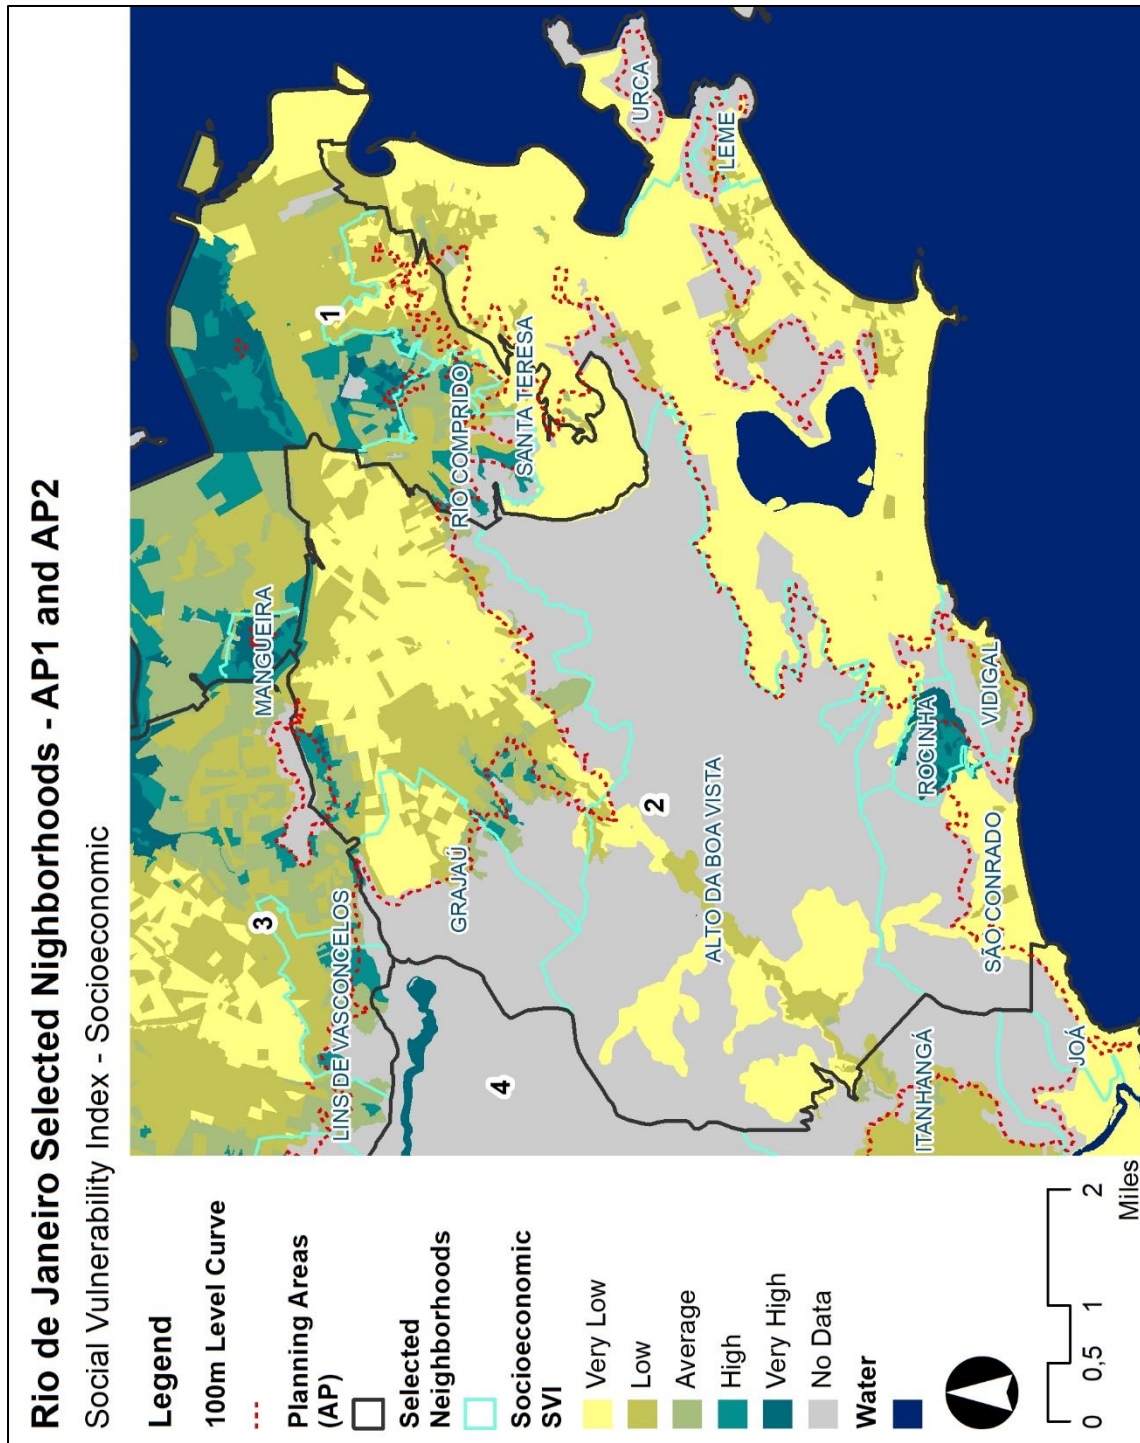 Rio de Janeiro Selected Nighborhoods - AP1 and AP2
Social Vulnerability Index - Socioeconomic
Legend
100m Level Curve
Planning Areas
(AP)
Selected
Neighborhoods
Socioeconomic
SVI
Very Low
Low
Average
High
Very High
No Data
Water
0 0,5 1 2
Miles
LINS DE VASCONCELOS
3
MANGUEIRA
1
4
GRAJAÚ
RIO COMPRIDO
SANTA TERESA
URCA
2
ALTO DA BOA VISTA
LEME
ITANHANGÁ
SÃO CONRADO
ROCINHA
VIDIGAL
JOÁ